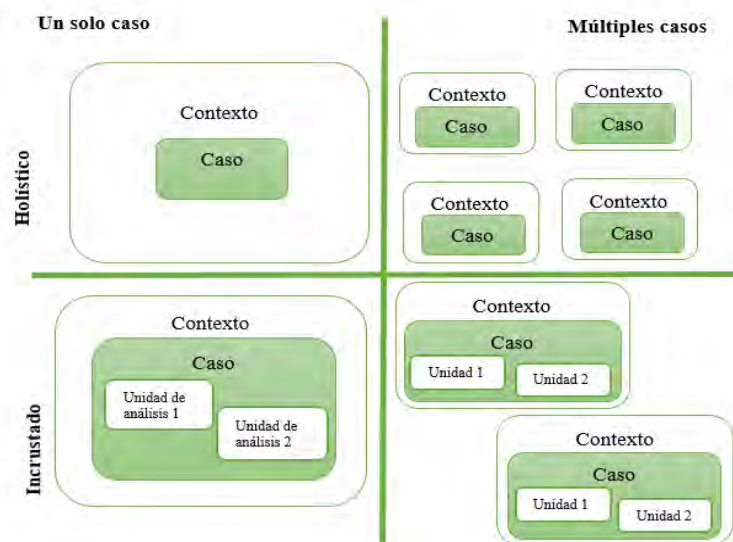 Un solo caso
Múltiples casos
Holístico
Contexto
Caso
Contexto
Caso
Contexto
Caso
Contexto
Caso
Contexto
Caso
Incrustado
Contexto
Caso
Unidad de
análisis 1
Unidad de
análisis 2
Contexto
Caso
Unidad 1
Unidad 2
Contexto
Caso
Unidad 1
Unidad 2